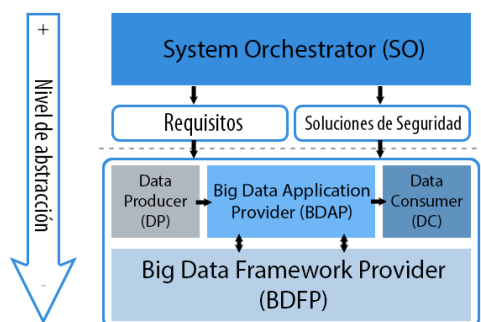 +
Nivel de abstracción
-
System Orchestrator (SO)
Requisitos
Soluciones de Seguridad
Data
Producer
(DP)
Big Data Application
Provider (BDAP)
Data
Consumer
(DC)
Big Data Framework Provider
(BDFP)